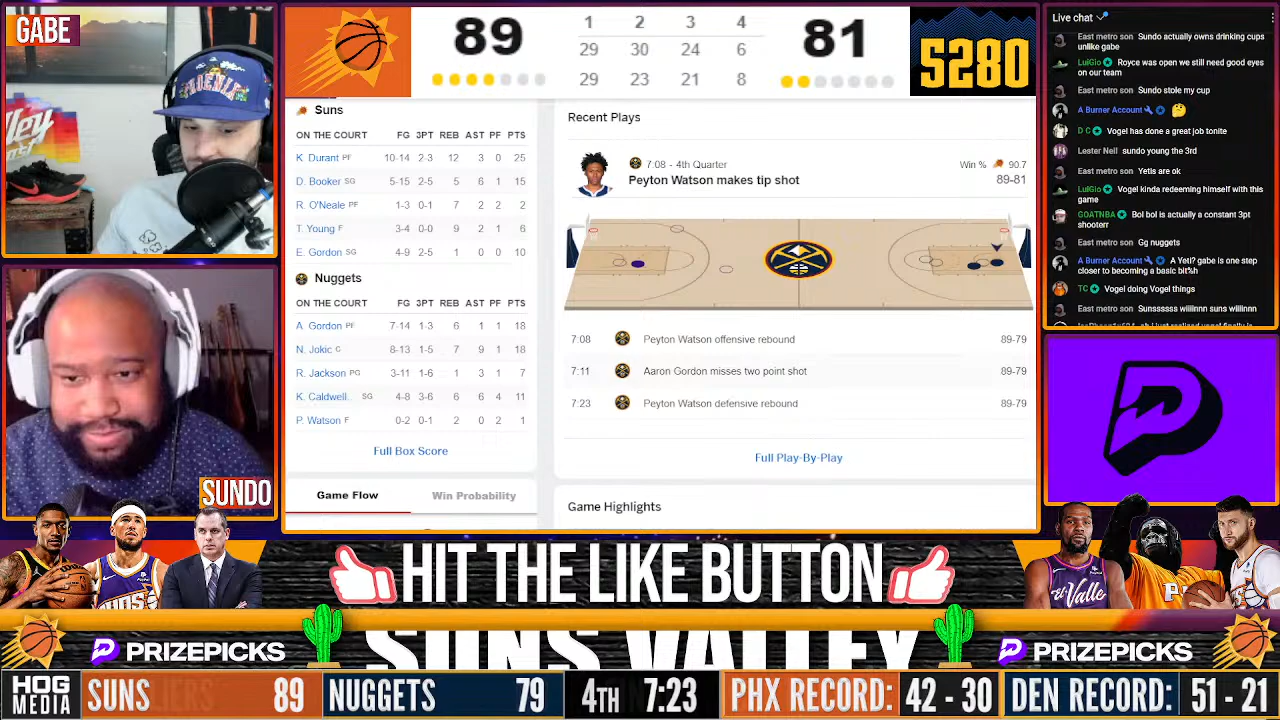 GABE
SUNDO
89
1 2 3 4
29 30 24 6
29 23 21 8
81
5280
Suns
ON THE COURT FG 3PT REB AST PF PTS
K. Durant PF 10-14 2-3 12 3 0 25
D. Booker SG 5-15 2-5 5 6 1 15
R. O'Neale PF 1-3 0-1 7 2 2 2
T. Young F 3-4 0-0 9 2 1 6
E. Gordon SG 4-9 2-5 1 0 0 10
Nuggets
ON THE COURT FG 3PT REB AST PF PTS
A. Gordon PF 7-14 1-3 6 1 1 18
N. Jokic C 8-13 1-5 7 9 1 18
R. Jackson PG 3-11 1-6 1 3 1 7
K. Caldwell.. SG 4-8 3-6 6 6 4 11
P. Watson F 0-2 0-1 2 0 2 1
Full Box Score
Game Flow Win Probability
Recent Plays
7:08 - 4th Quarter
Peyton Watson makes tip shot
Win % 90.7
89-81
7:08 Peyton Watson offensive rebound 89-79
7:11 Aaron Gordon misses two point shot 89-79
7:23 Peyton Watson defensive rebound 89-79
Full Play-By-Play
Game Highlights
Live chat
East metro son Sundo actually owns drinking cups
unlike gabe
LuiGio Royce was open we still need good eyes
on our team
East metro son Sundo stole my cup
A Burner Account 🤔
D C Vogel has done a great job tonite
Lester Neil sundo young the 3rd
East metro son Yetis are ok
LuiGio Vogel kinda redeeming himself with this
game
GOATNBA Bol bol is actually a constant 3pt
shooterr
East metro son Gg nuggets
A Burner Account A Yeti? gabe is one step
closer to becoming a basic bit%h
TC Vogel doing Vogel things
East metro son Sunsssss willlnnn suns willlnnn
HIT THE LIKE BUTTON
SUNS VALLEY
PRIZEPICKS
PRIZEPICKS
HOG
MEDIA
SUNS 89 NUGGETS 79 4TH 7:23 PHX RECORD: 42 - 30 DEN RECORD: 51 - 21